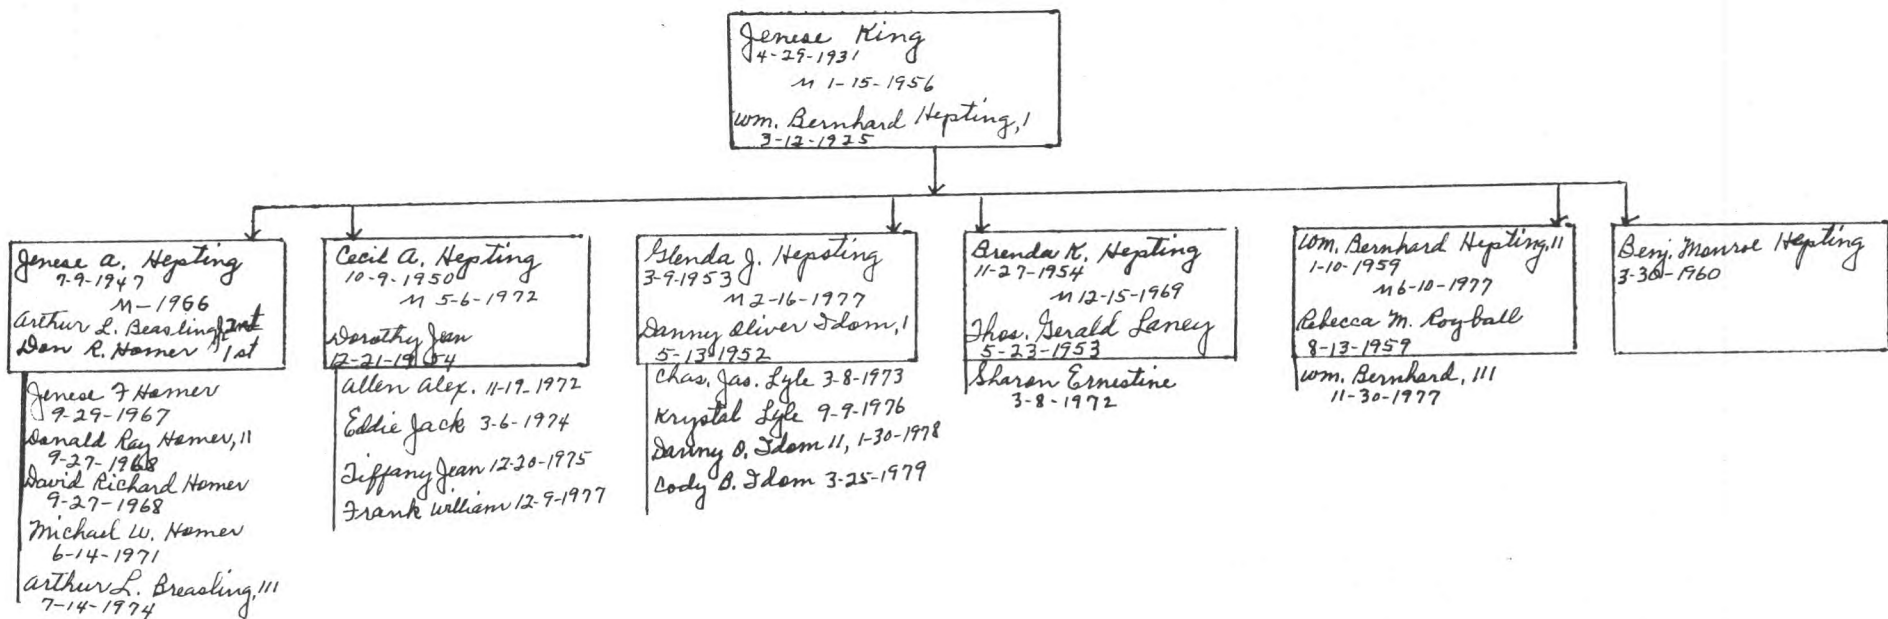 Jenese King
4-29-1931
M 1-15-1956
Wm. Bernhard Hepting, I
3-12-1925
Jenese A. Hepting
7-9-1947
M-1966
Arthur L. Beasling, Jr 2nd
Don R. Homer 1st
Jenese F Homer
9-29-1967
Donald Ray Homer, II
9-27-1968
David Richard Homer
9-27-1968
Michael W. Homer
6-14-1971
Arthur L. Breasling, III
7-14-1974
Cecil A. Hepting
10-9-1950
M 5-6-1972
Dorothy Jean
12-21-1954
Allen Alex. 11-19-1972
Eddie Jack 3-6-1974
Tiffany Jean 12-20-1975
Frank William 12-9-1977
Glenda J. Hepsting
3-9-1953
M 2-16-1977
Danny Oliver Idom, I
5-13-1952
Chas. Jas. Lyle 3-8-1973
Krystal Lyle 9-9-1976
Danny O. Idom II, 1-30-1978
Cody B. Idom 3-25-1979
Brenda K. Hepting
11-27-1954
M 12-15-1969
Thos. Gerald Laney
5-23-1953
Sharon Ernestine
3-8-1972
Wm. Bernhard Hepting, II
1-10-1959
M 6-10-1977
Rebecca M. Royball
8-13-1959
Wm. Bernhard, III
11-30-1977
Benj. Monroe Hepting
3-30-1960